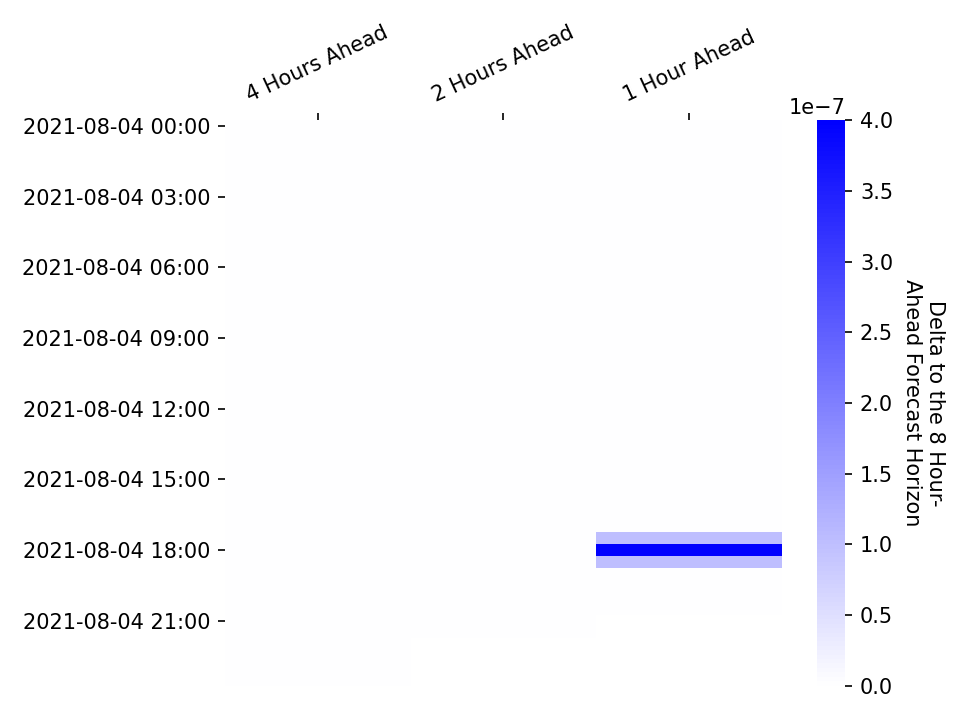 4 Hours Ahead
2 Hours Ahead
1 Hour Ahead
1e−7
2021-08-04 00:00
2021-08-04 03:00
2021-08-04 06:00
2021-08-04 09:00
2021-08-04 12:00
2021-08-04 15:00
2021-08-04 18:00
2021-08-04 21:00
4.0
3.5
3.0
2.5
2.0
1.5
1.0
0.5
0.0
Delta to the 8 Hour-
Ahead Forecast Horizon